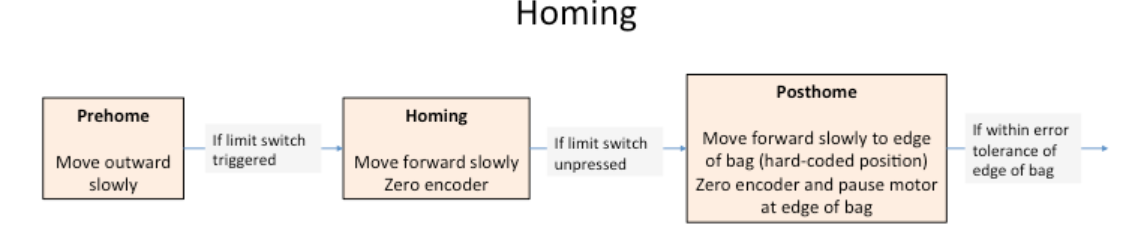 Homing
Prehome
Move outward
slowly
If limit switch
triggered
Homing
Move forward slowly
Zero encoder
If limit switch
unpressed
Posthome
Move forward slowly to edge
of bag (hard-coded position)
Zero encoder and pause motor
at edge of bag
If within error
tolerance of
edge of bag